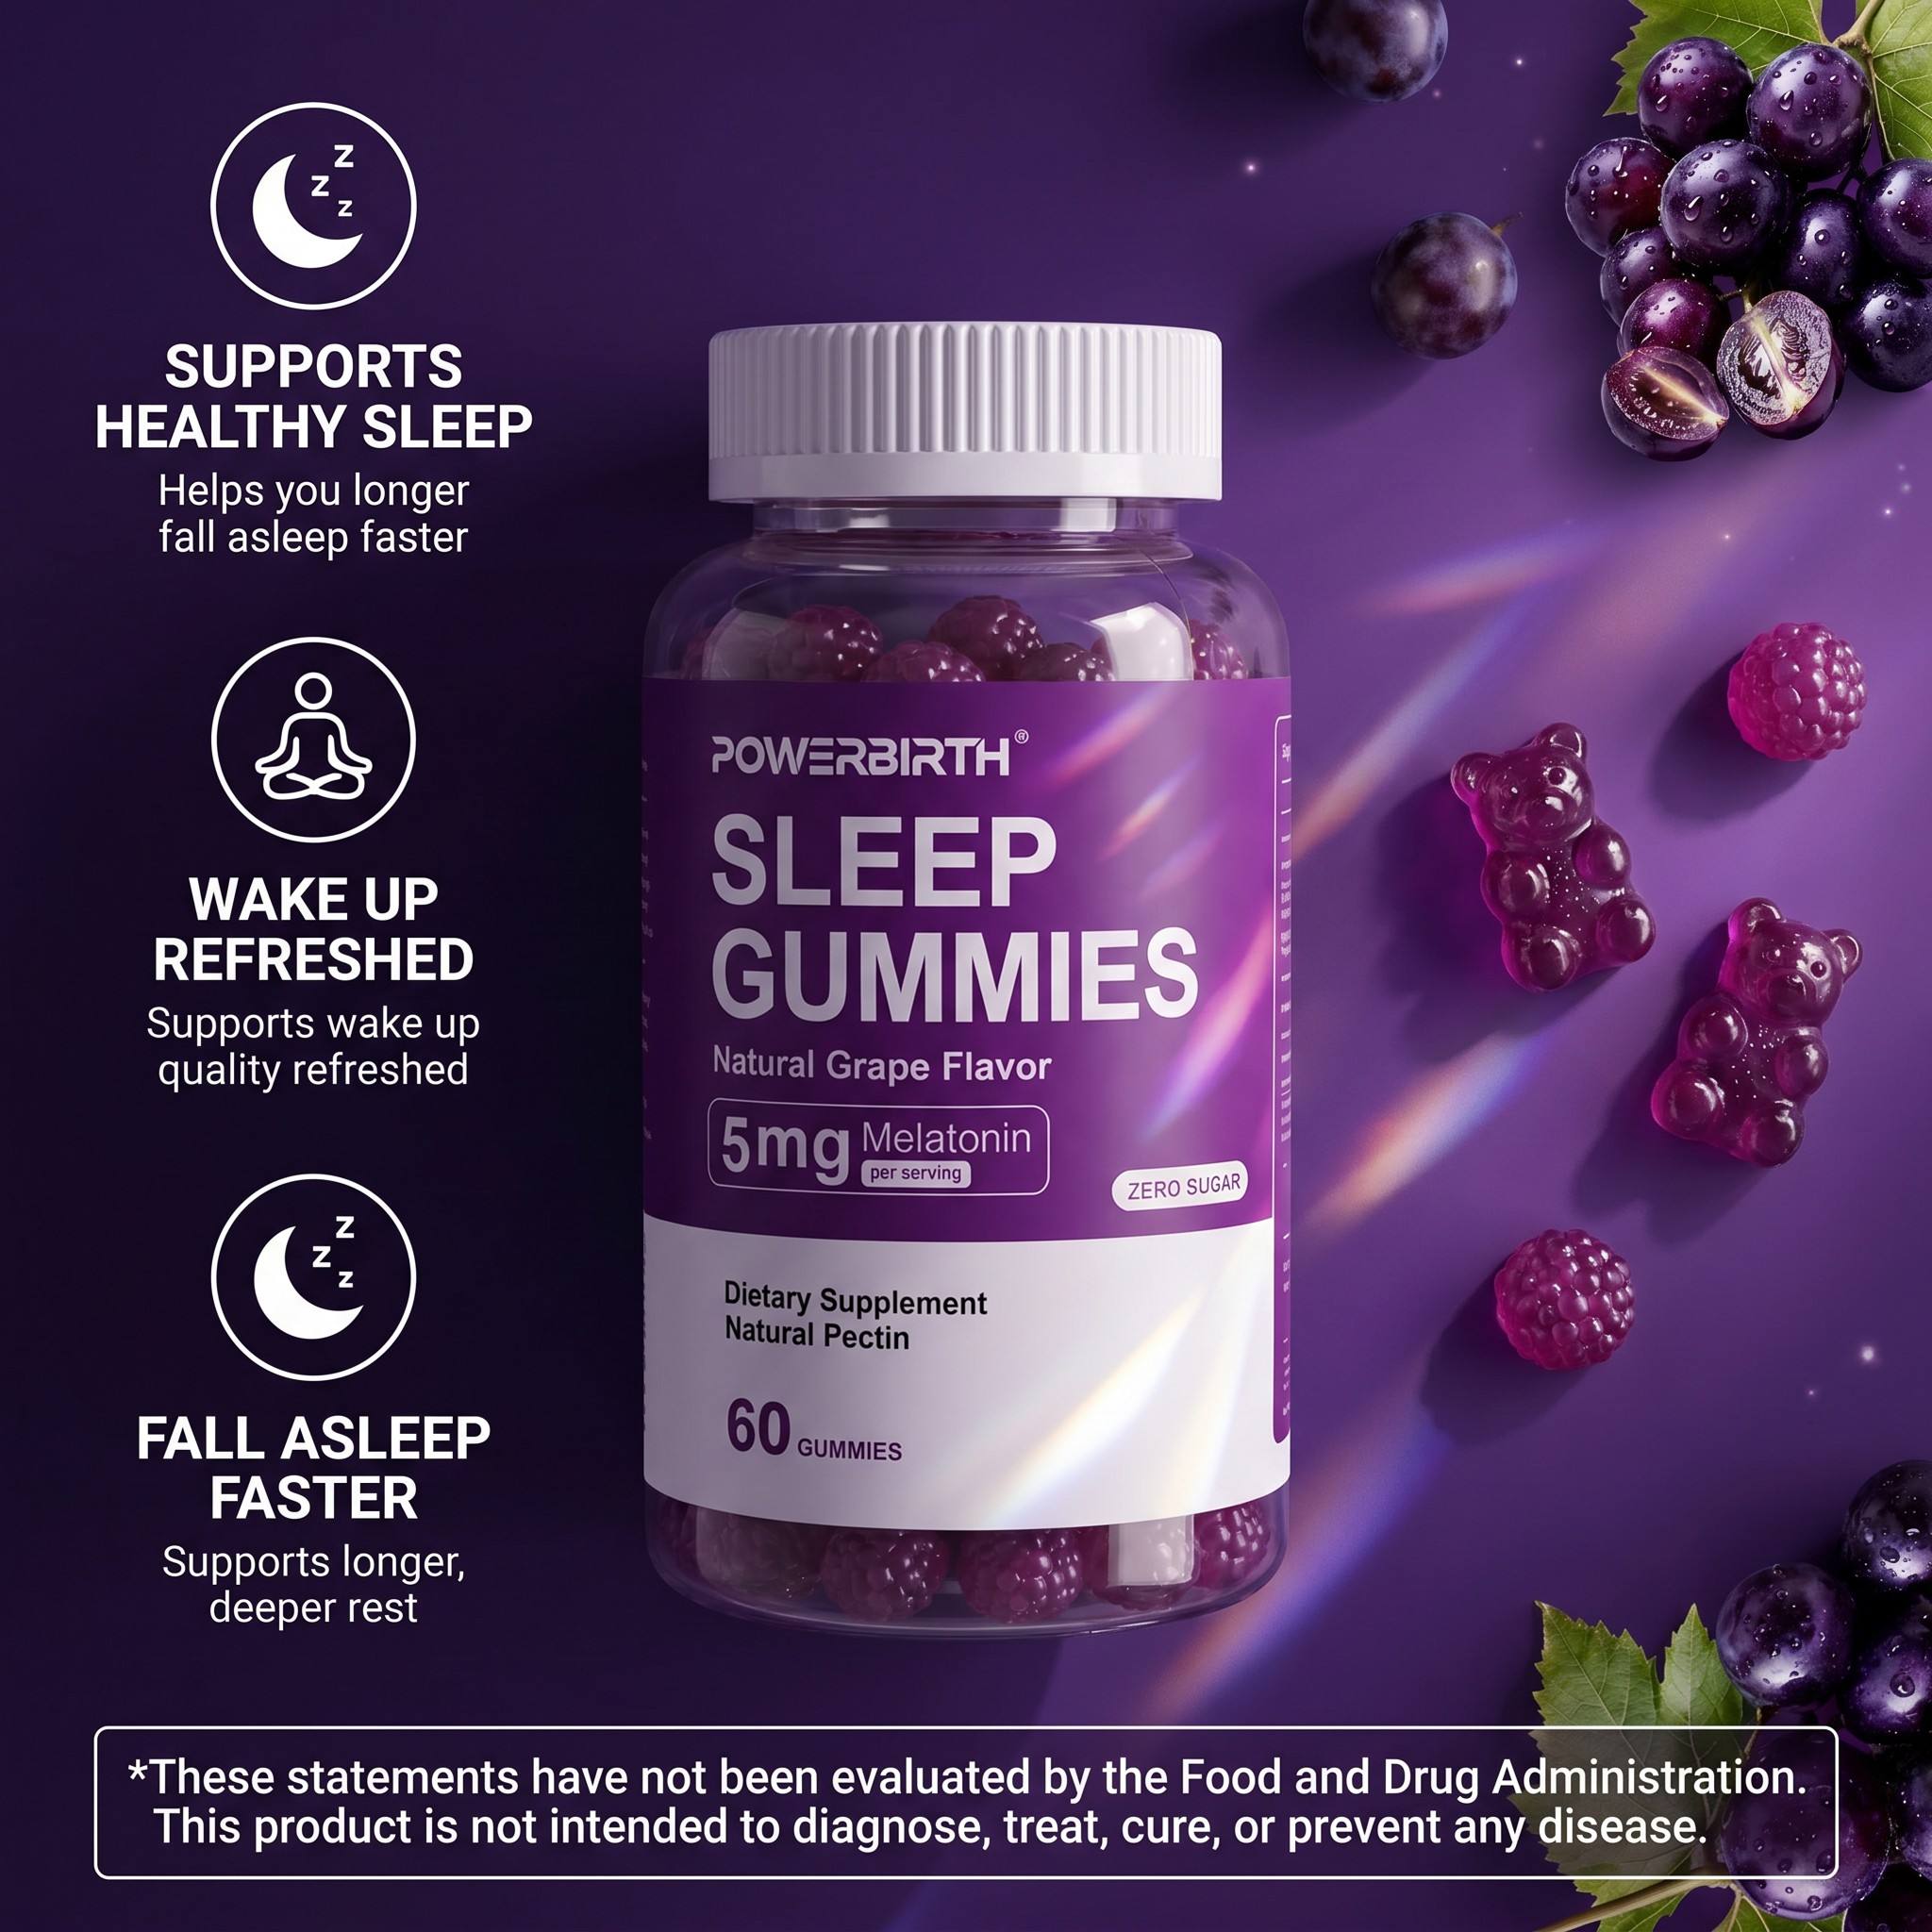 SUPPORTS
HEALTHY SLEEP
Helps you longer
fall asleep faster
WAKE UP
REFRESHED
Supports wake up
quality refreshed
FALL ASLEEP
FASTER
Supports longer,
deeper rest
POWERBIRTH®
SLEEP
GUMMIES
Natural Grape Flavor
5mg Melatonin
per serving
ZERO SUGAR
Dietary Supplement
Natural Pectin
60 GUMMIES
*These statements have not been evaluated by the Food and Drug Administration.
This product is not intended to diagnose, treat, cure, or prevent any disease.